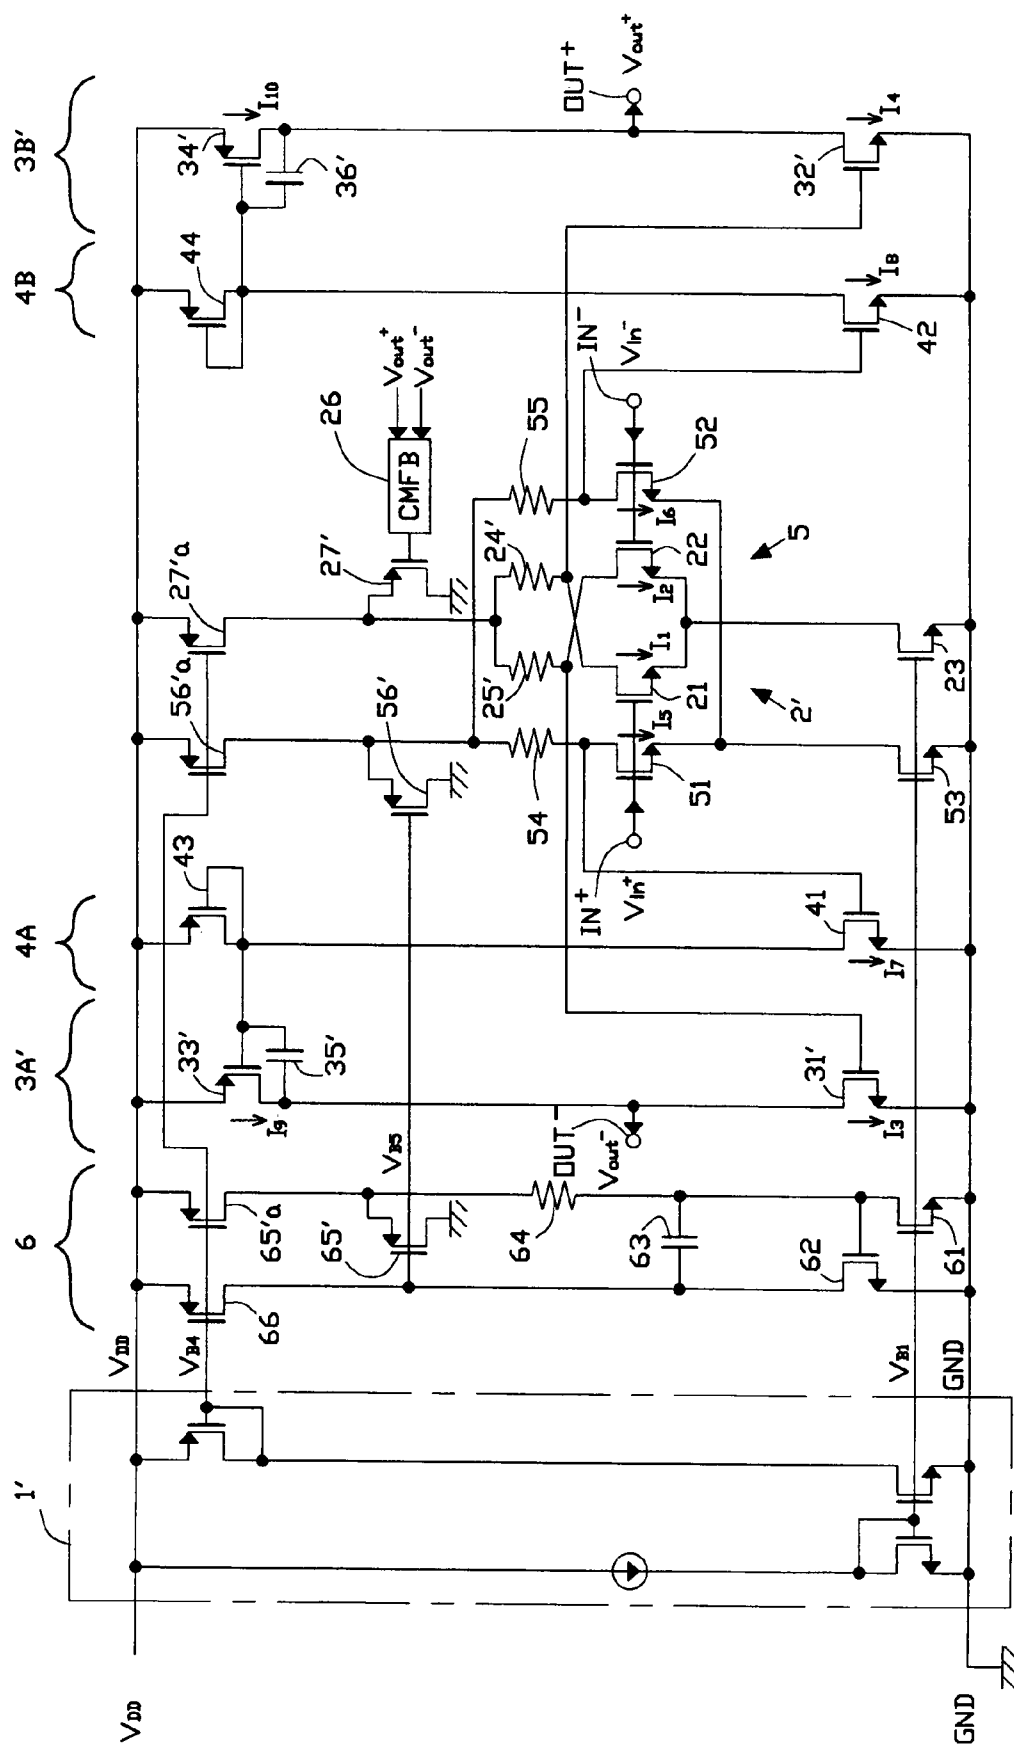 1'
6
3A'
4A
4B
3B'
VDD
VDD
VB4
66
65'a
33'
43
56'a
27'a
44
34'
I9
35'
36'
I10
65'
VB5
56'
27'
26
CMFB
Vout+
Vout-
64
63
OUT-
Vout-
54
25'
24'
55
IN+
Vin+
IN-
Vin-
OUT+
Vout+
I5
I1
I2
I6
51
21
22
52
2'
5
62
61
31'
I3
41
I7
53
23
42
I8
32'
I4
VB1
GND
GND